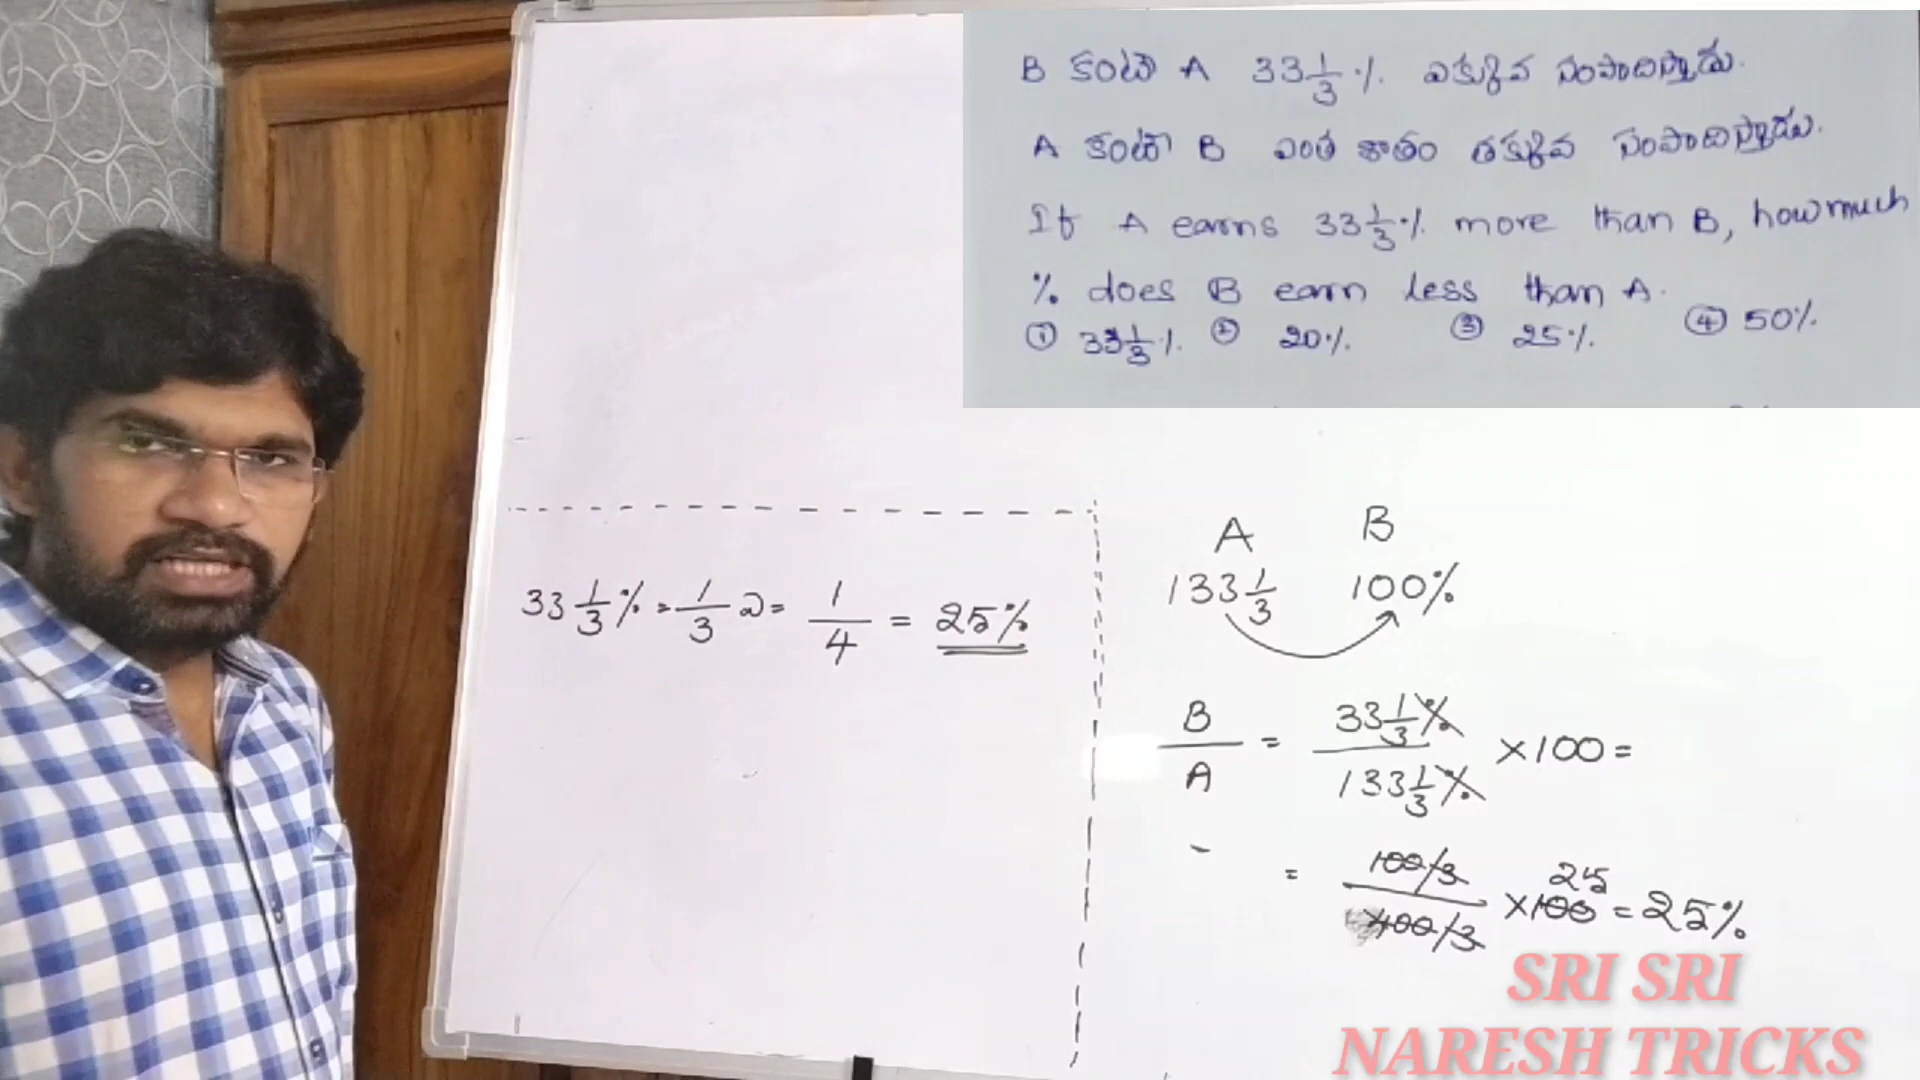 B కంటే A 33 1/3 % ఎక్కువ సంపాదిస్తాడు.
A కంటే B ఎంత శాతం తక్కువ సంపాదిస్తాడు.
If A earns 33 1/3 % more than B, how much
% does B earn less than A.
① 33 1/3 %. ② 20%. ③ 25%. ④ 50%.
33 1/3 % = 1/3 ఎ = 1/4 = 25%
A B
133 1/3 100%
B/A = 33 1/3 % / 133 1/3 % ×100 =
= 100/3 / 400/3 ×100 25 = 25%
SRI SRI
NARESH TRICKS